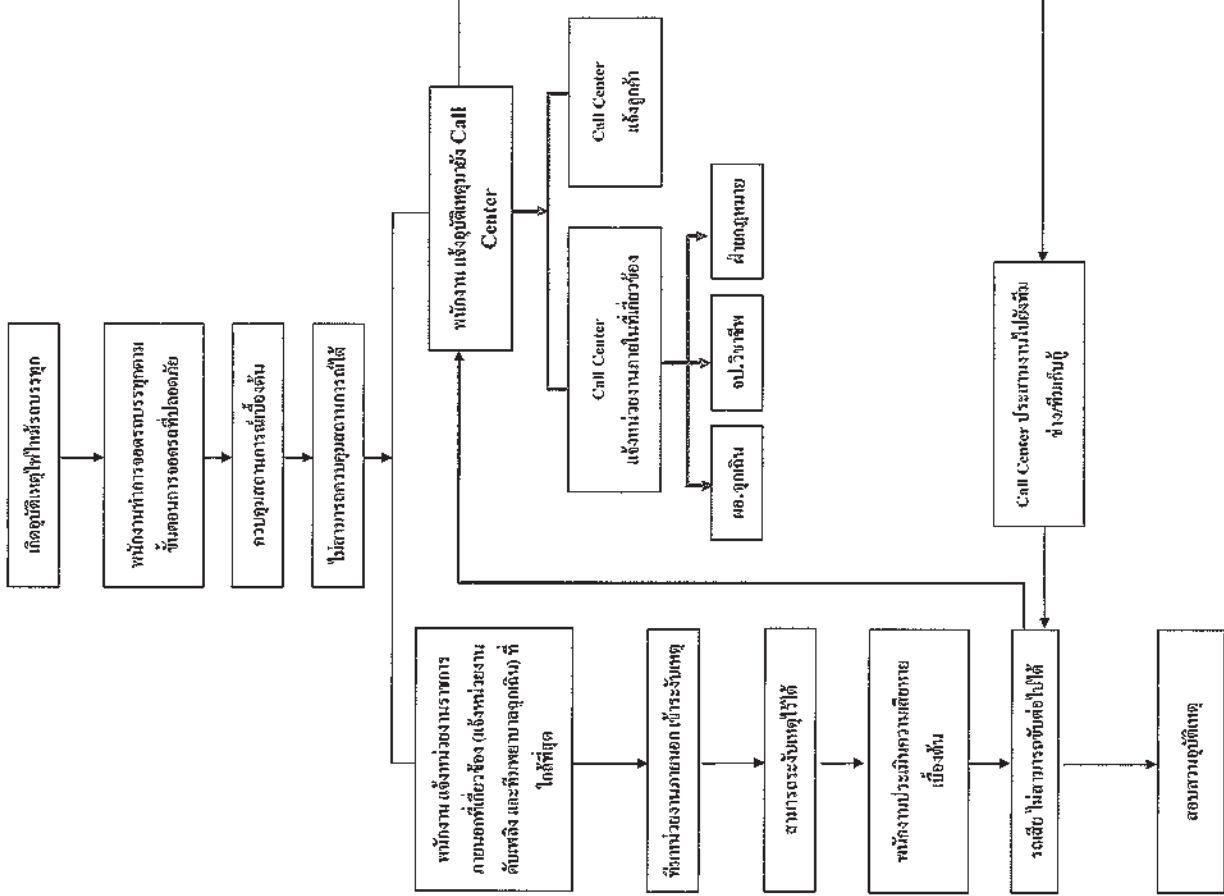 เกิดอุบัติเหตุไฟไหม้รถบรรทุก
พนักงานทำการจอดรถบรรทุกตาม
ขั้นตอนการจอดรถที่ปลอดภัย
ควบคุมสถานการณ์เบื้องต้น
ไม่สามารถควบคุมสถานการณ์ได้
พนักงาน แจ้งหน่วยงานราชการ
ภายนอกที่เกี่ยวข้อง (แจ้งหน่วยงาน
ดับเพลิง และทีมพยาบาลฉุกเฉิน) ที่
ใกล้ที่สุด
พนักงาน แจ้งอุบัติเหตุมายัง Call
Center
Call Center
แจ้งหน่วยงานภายในที่เกี่ยวข้อง
Call Center
แจ้งลูกค้า
ผอ.ฉุกเฉิน
จป.วิชาชีพ
ฝ่ายกฎหมาย
ทีมหน่วยงานภายนอก เข้าระงับเหตุ
สามารถระงับเหตุไว้ได้
พนักงานประเมินความเสียหาย
เบื้องต้น
รถเสีย ไม่สามารถขับต่อไปได้
Call Center ประสานงานไปยังทีม
ช่าง/ทีมเก็บกู้
สอบสวนอุบัติเหตุ